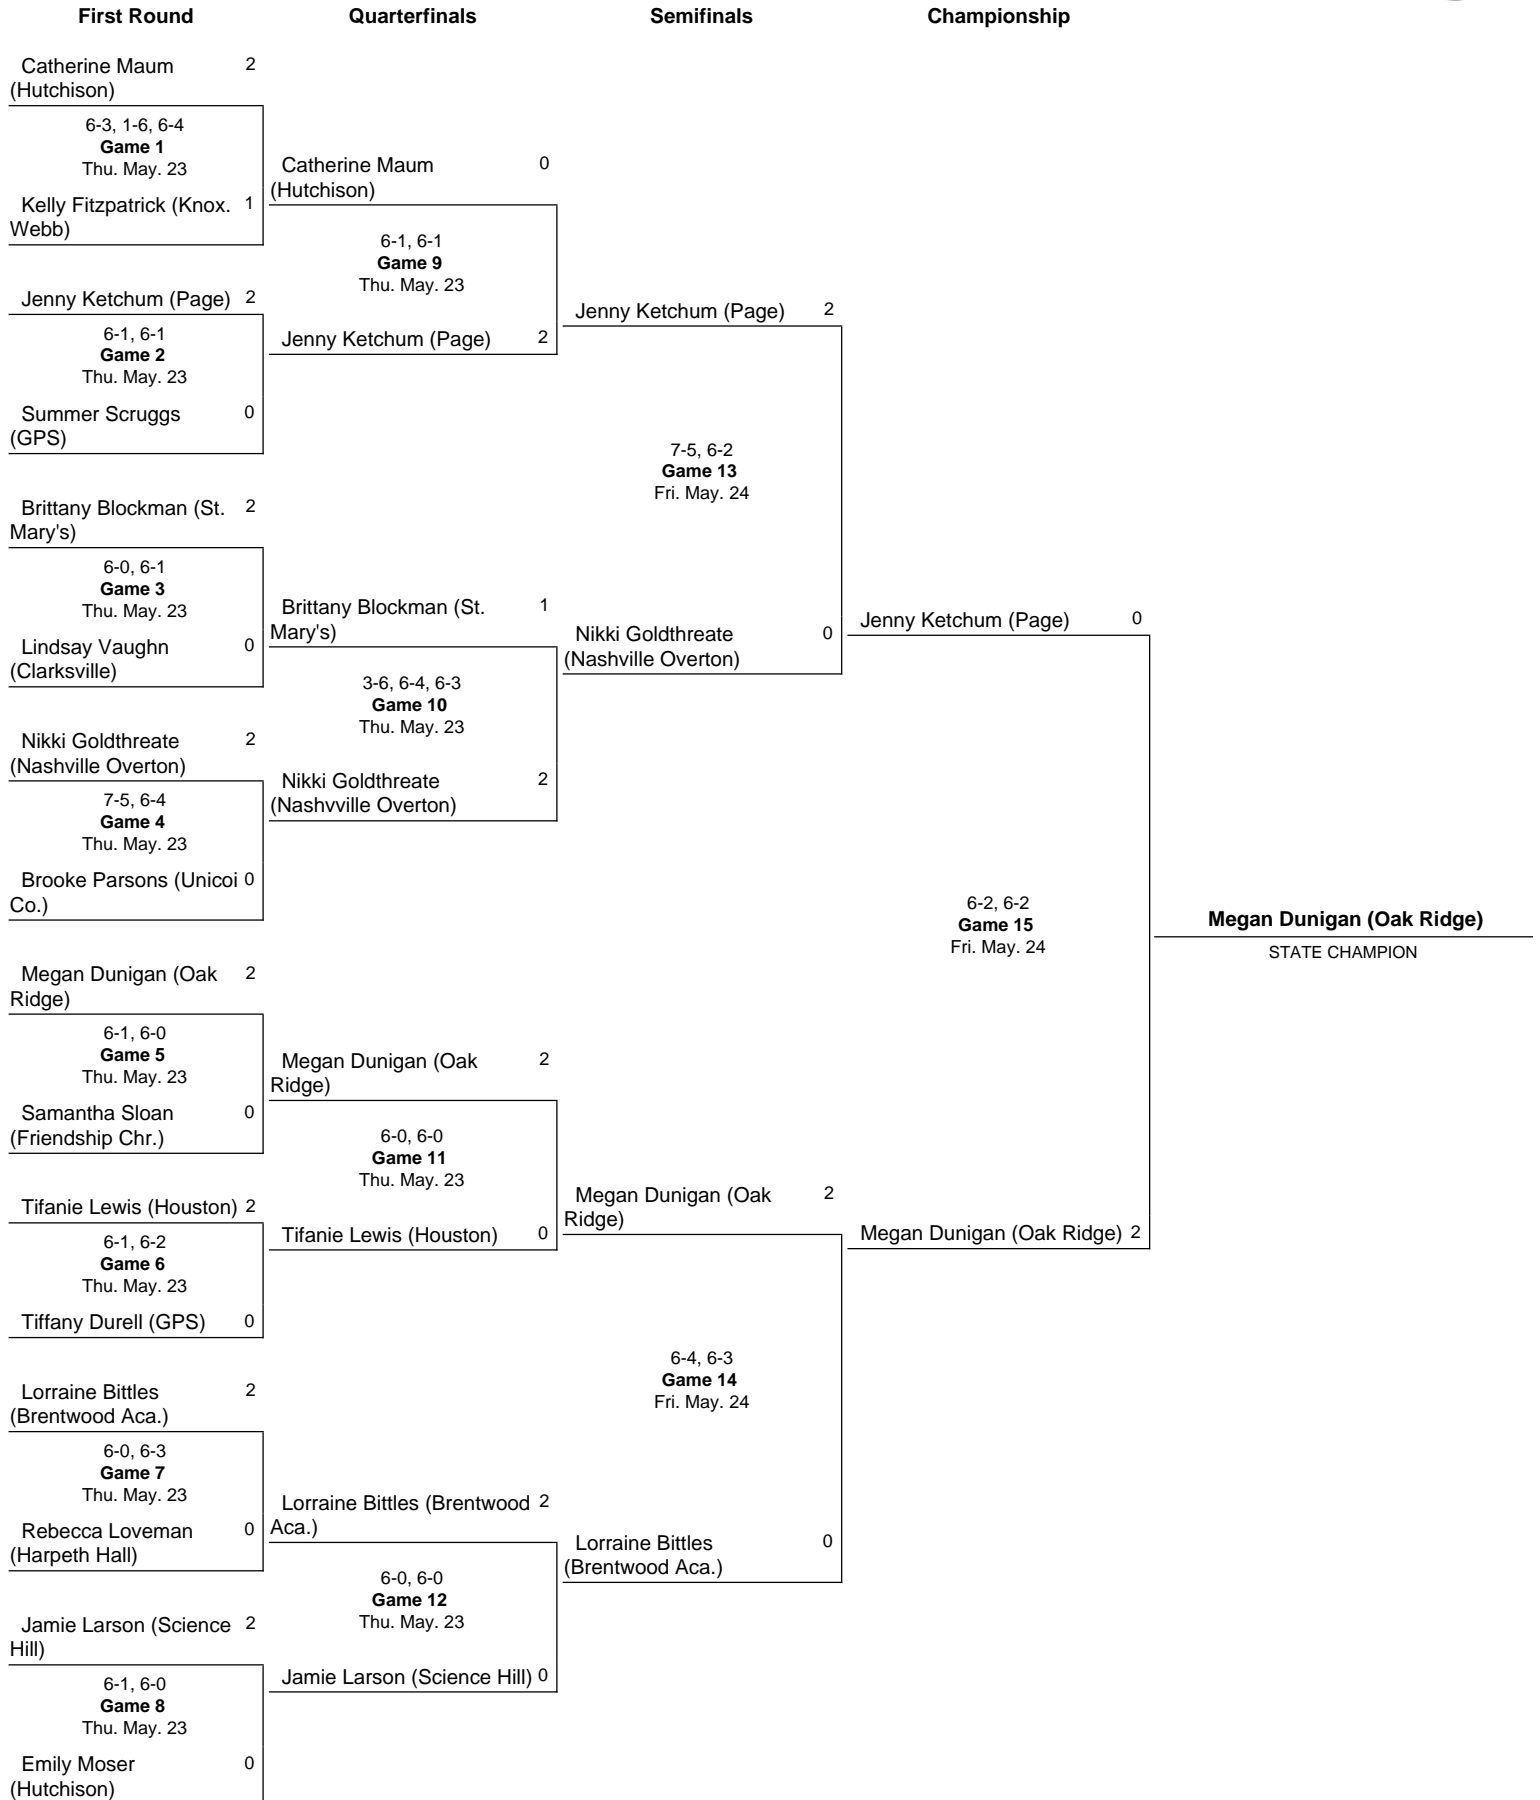 First Round
Quarterfinals
Semifinals
Championship
Catherine Maum 2
(Hutchison)
6-3, 1-6, 6-4
Game 1
Thu. May. 23
Kelly Fitzpatrick (Knox. 1
Webb)
Jenny Ketchum (Page) 2
6-1, 6-1
Game 2
Thu. May. 23
Summer Scruggs 0
(GPS)
Brittany Blockman (St. 2
Mary's)
6-0, 6-1
Game 3
Thu. May. 23
Lindsay Vaughn 0
(Clarksville)
Nikki Goldthreate 2
(Nashville Overton)
7-5, 6-4
Game 4
Thu. May. 23
Brooke Parsons (Unicoi 0
Co.)
Megan Dunigan (Oak 2
Ridge)
6-1, 6-0
Game 5
Thu. May. 23
Samantha Sloan 0
(Friendship Chr.)
Tifanie Lewis (Houston) 2
6-1, 6-2
Game 6
Thu. May. 23
Tiffany Durell (GPS) 0
Lorraine Bittles 2
(Brentwood Aca.)
6-0, 6-3
Game 7
Thu. May. 23
Rebecca Loveman 0
(Harpeth Hall)
Jamie Larson (Science 2
Hill)
6-1, 6-0
Game 8
Thu. May. 23
Emily Moser 0
(Hutchison)
Catherine Maum 0
(Hutchison)
6-1, 6-1
Game 9
Thu. May. 23
Jenny Ketchum (Page) 2
Brittany Blockman (St. 1
Mary's)
3-6, 6-4, 6-3
Game 10
Thu. May. 23
Nikki Goldthreate 2
(Nashvville Overton)
Megan Dunigan (Oak 2
Ridge)
6-0, 6-0
Game 11
Thu. May. 23
Tifanie Lewis (Houston) 0
Lorraine Bittles (Brentwood 2
Aca.)
6-0, 6-0
Game 12
Thu. May. 23
Jamie Larson (Science Hill) 0
Jenny Ketchum (Page) 2
7-5, 6-2
Game 13
Fri. May. 24
Nikki Goldthreate 0
(Nashville Overton)
Megan Dunigan (Oak 2
Ridge)
6-4, 6-3
Game 14
Fri. May. 24
Lorraine Bittles 0
(Brentwood Aca.)
Jenny Ketchum (Page) 0
6-2, 6-2
Game 15
Fri. May. 24
Megan Dunigan (Oak Ridge) 2
Megan Dunigan (Oak Ridge)
STATE CHAMPION